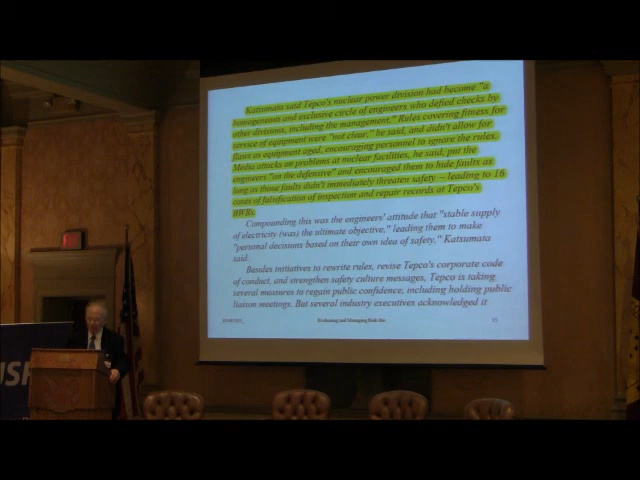 Katsumata said Tepco's nuclear power division had become "a
homogeneous and exclusive circle of engineers who defied checks by
other divisions, including the management." Rules covering fitness for
service of equipment were "not clear," he said, and didn't allow for
flaws as equipment aged, encouraging personnel to ignore the rules.
Media attacks on problems at nuclear facilities, he said, put the
engineers "on the defensive" and encouraged them to hide faults as
long as those faults didn't immediately threaten safety -- leading to 16
cases of falsification of inspection and repair records at Tepco's
BWRs.
Compounding this was the engineers' attitude that "stable supply
of electricity (was) the ultimate objective," leading them to make
"personal decisions based on their own idea of safety," Katsumata
said.
Besides initiatives to rewrite rules, revise Tepco's corporate code
of conduct, and strengthen safety culture messages, Tepco is taking
several measures to regain public confidence, including holding public
liaison meetings. But several industry executives acknowledged it
Evaluating and Managing Risk